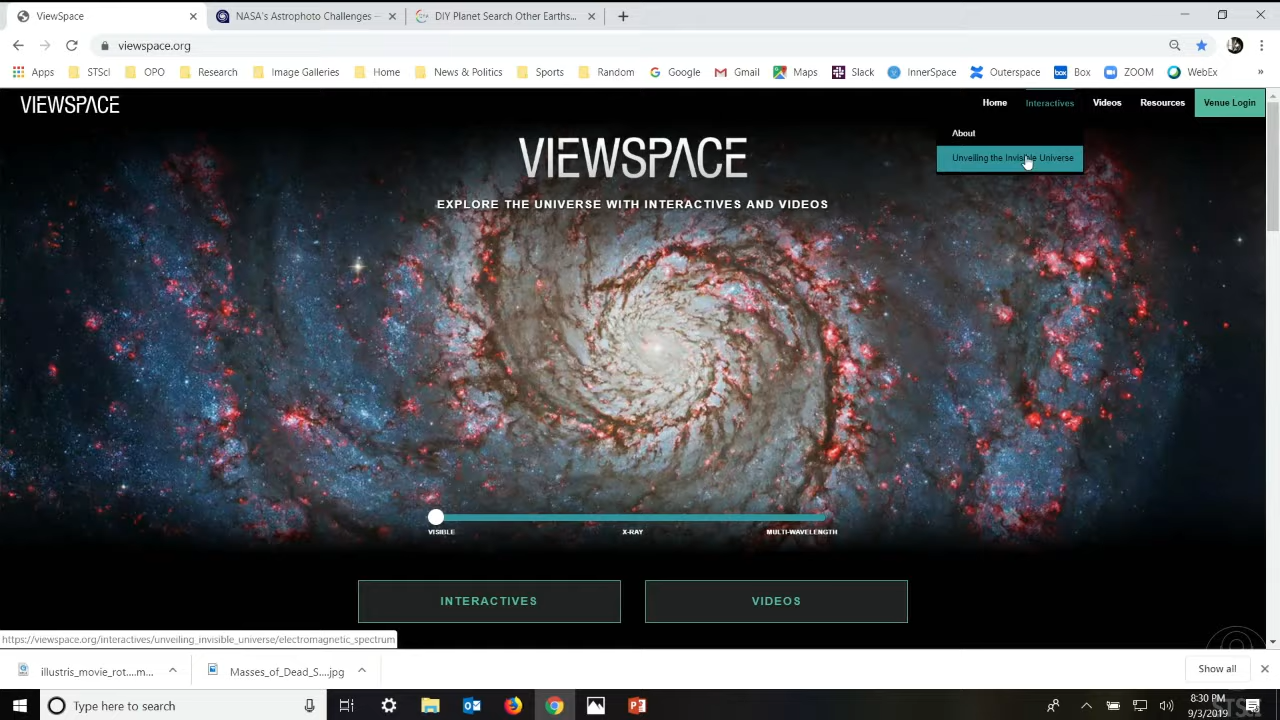 ViewSpace
NASA's Astrophoto Challenges –
DIY Planet Search Other Earths...
viewspace.org
Apps
STScI
OPO
Research
Image Galleries
Home
News & Politics
Sports
Random
Google
Gmail
Maps
Slack
InnerSpace
Outerspace
Box
ZOOM
WebEx
»
VIEWSPACE
Home
Interactives
Videos
Resources
Venue Login
About
Unveiling the Invisible Universe
VIEWSPACE
EXPLORE THE UNIVERSE WITH INTERACTIVES AND VIDEOS
VISIBLE
X-RAY
MULTI-WAVELENGTH
INTERACTIVES
VIDEOS
https://viewspace.org/interactives/unveiling_invisible_universe/electromagnetic_spectrum
illustris_movie_rot....m...
Masses_of_Dead_S....jpg
Show all
Type here to search
8:30 PM
9/3/2019